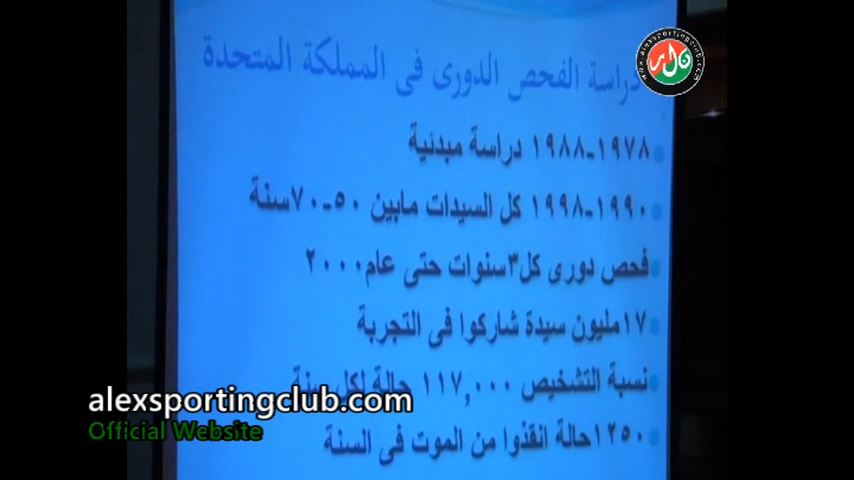 دراسة الفحص الدورى فى المملكة المتحدة
١٩٧٨-١٩٨٨ دراسة مبدئية
١٩٩٠-١٩٩٨ كل السيدات مابين ٥٠-٧٠سنة
فحص دورى كل٣سنوات حتى عام٢٠٠٠
١٧مليون سيدة شاركوا فى التجربة
نسبة التشخيص ١١٧,٠٠٠ حالة لكل سنة
١٢٥٠حالة انقذوا من الموت فى السنة
alexsportingclub.com
Official Website